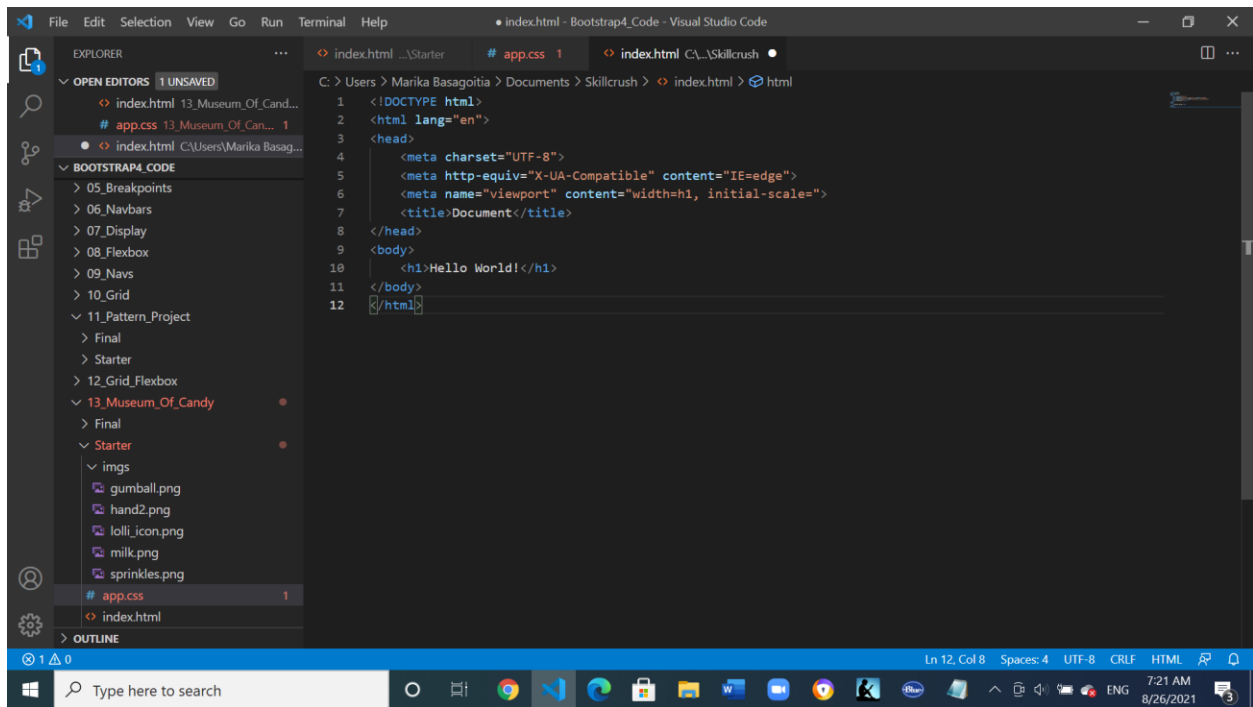 File Edit Selection View Go Run Terminal Help ● index.html - Bootstrap4_Code - Visual Studio Code
EXPLORER ...
index.html ...\Starter # app.css 1 index.html C:\...\Skillcrush ●
OPEN EDITORS 1 UNSAVED
C: > Users > Marika Basagoitia > Documents > Skillcrush > index.html > html
index.html 13_Museum_Of_Cand...
# app.css 13_Museum_Of_Can... 1
● index.html C:\Users\Marika Basag...
BOOTSTRAP4_CODE
> 05_Breakpoints
> 06_Navbars
> 07_Display
> 08_Flexbox
> 09_Navs
> 10_Grid
11_Pattern_Project
> Final
> Starter
> 12_Grid_Flexbox
13_Museum_Of_Candy
> Final
Starter
imgs
gumball.png
hand2.png
lolli_icon.png
milk.png
sprinkles.png
# app.css 1
index.html
> OUTLINE
1 <!DOCTYPE html>
2 <html lang="en">
3 <head>
4 <meta charset="UTF-8">
5 <meta http-equiv="X-UA-Compatible" content="IE=edge">
6 <meta name="viewport" content="width=h1, initial-scale=">
7 <title>Document</title>
8 </head>
9 <body>
10 <h1>Hello World!</h1>
11 </body>
12 </html>
1 0 Ln 12, Col 8 Spaces: 4 UTF-8 CRLF HTML
Type here to search
Blue
ENG
7:21 AM
8/26/2021
3